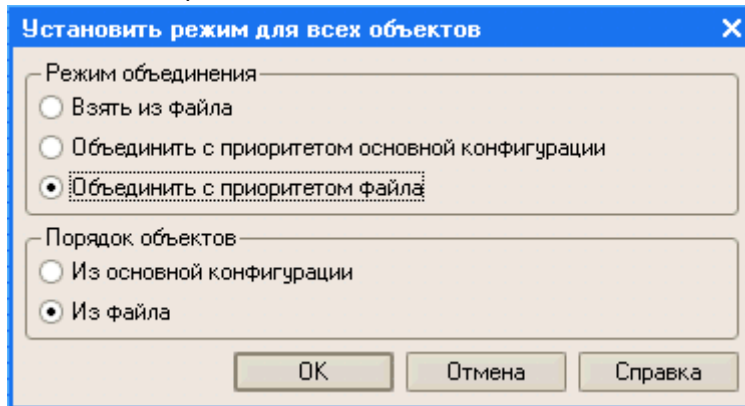 Установить режим для всех объектов
Режим объединения
Взять из файла
Объединить с приоритетом основной конфигурации
Объединить с приоритетом файла
Порядок объектов
Из основной конфигурации
Из файла
OK Отмена Справка